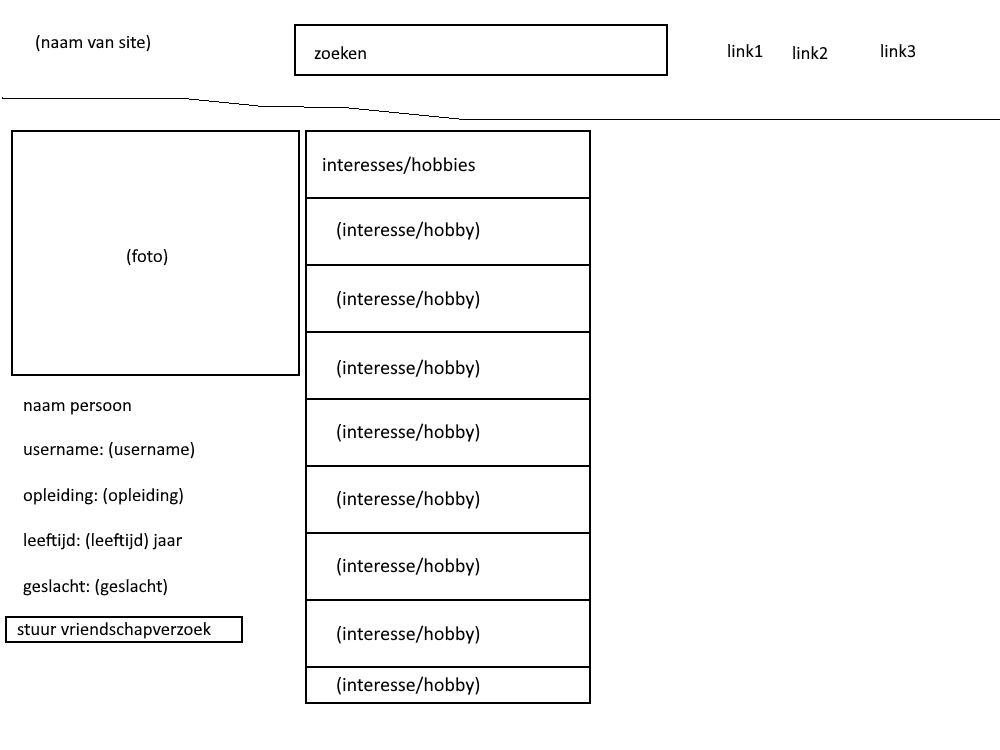 (naam van site)
zoeken
link1
link2
link3
(foto)
naam persoon
username: (username)
opleiding: (opleiding)
leeftijd: (leeftijd) jaar
geslacht: (geslacht)
stuur vriendschapverzoek
interesses/hobbies
(interesse/hobby)
(interesse/hobby)
(interesse/hobby)
(interesse/hobby)
(interesse/hobby)
(interesse/hobby)
(interesse/hobby)
(interesse/hobby)